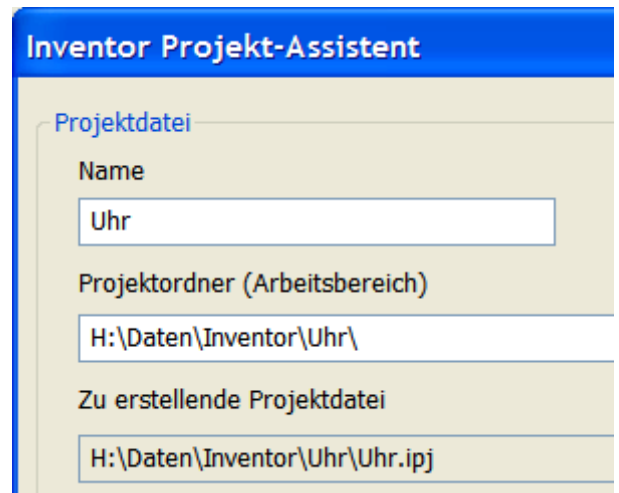 Inventor Projekt-Assistent
Projektdatei
Name
Uhr
Projektordner (Arbeitsbereich)
H:\Daten\Inventor\Uhr\
Zu erstellende Projektdatei
H:\Daten\Inventor\Uhr\Uhr.ipj